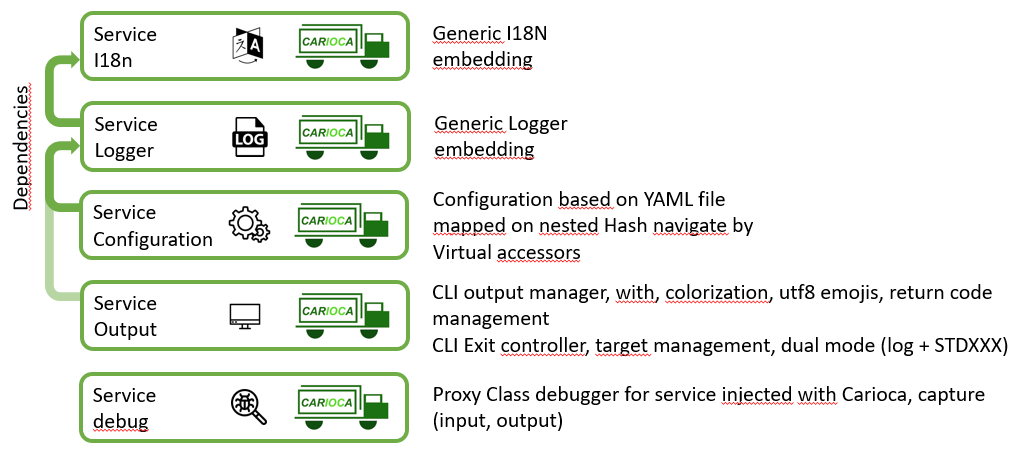 Dependencies
Service
I18n
CARIOCA
Generic I18N
embedding
Service
Logger
LOG
CARIOCA
Generic Logger
embedding
Service
Configuration
CARIOCA
Configuration based on YAML file
mapped on nested Hash navigate by
Virtual accessors
Service
Output
CARIOCA
CLI output manager, with, colorization, utf8 emojis, return code
management
CLI Exit controller, target management, dual mode (log + STDXXX)
Service
debug
CARIOCA
Proxy Class debugger for service injected with Carioca, capture
(input, output)